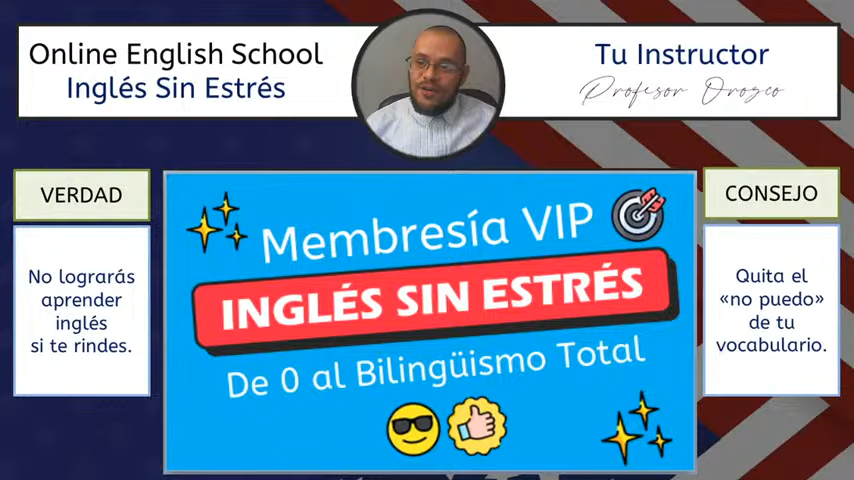 Online English School
Inglés Sin Estrés
Tu Instructor
Profesor Orozco
VERDAD
No lograrás
aprender
inglés
si te rindes.
Membresía VIP
INGLÉS SIN ESTRÉS
De 0 al Bilingüismo Total
CONSEJO
Quita el
«no puedo»
de tu
vocabulario.